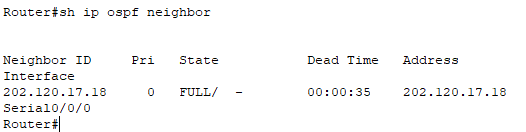 Router#sh ip ospf neighbor
Neighbor ID     Pri   State           Dead Time   Address
Interface
202.120.17.18     0   FULL/  -        00:00:35    202.120.17.18
Serial0/0/0
Router#